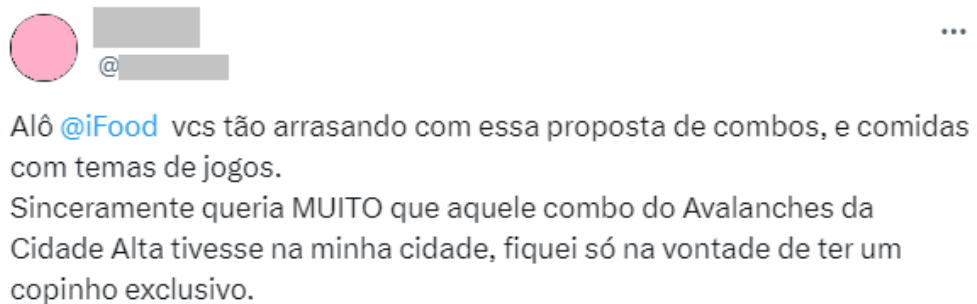 @
Alô @iFood vcs tão arrasando com essa proposta de combos, e comidas
com temas de jogos.
Sinceramente queria MUITO que aquele combo do Avalanches da
Cidade Alta tivesse na minha cidade, fiquei só na vontade de ter um
copinho exclusivo.